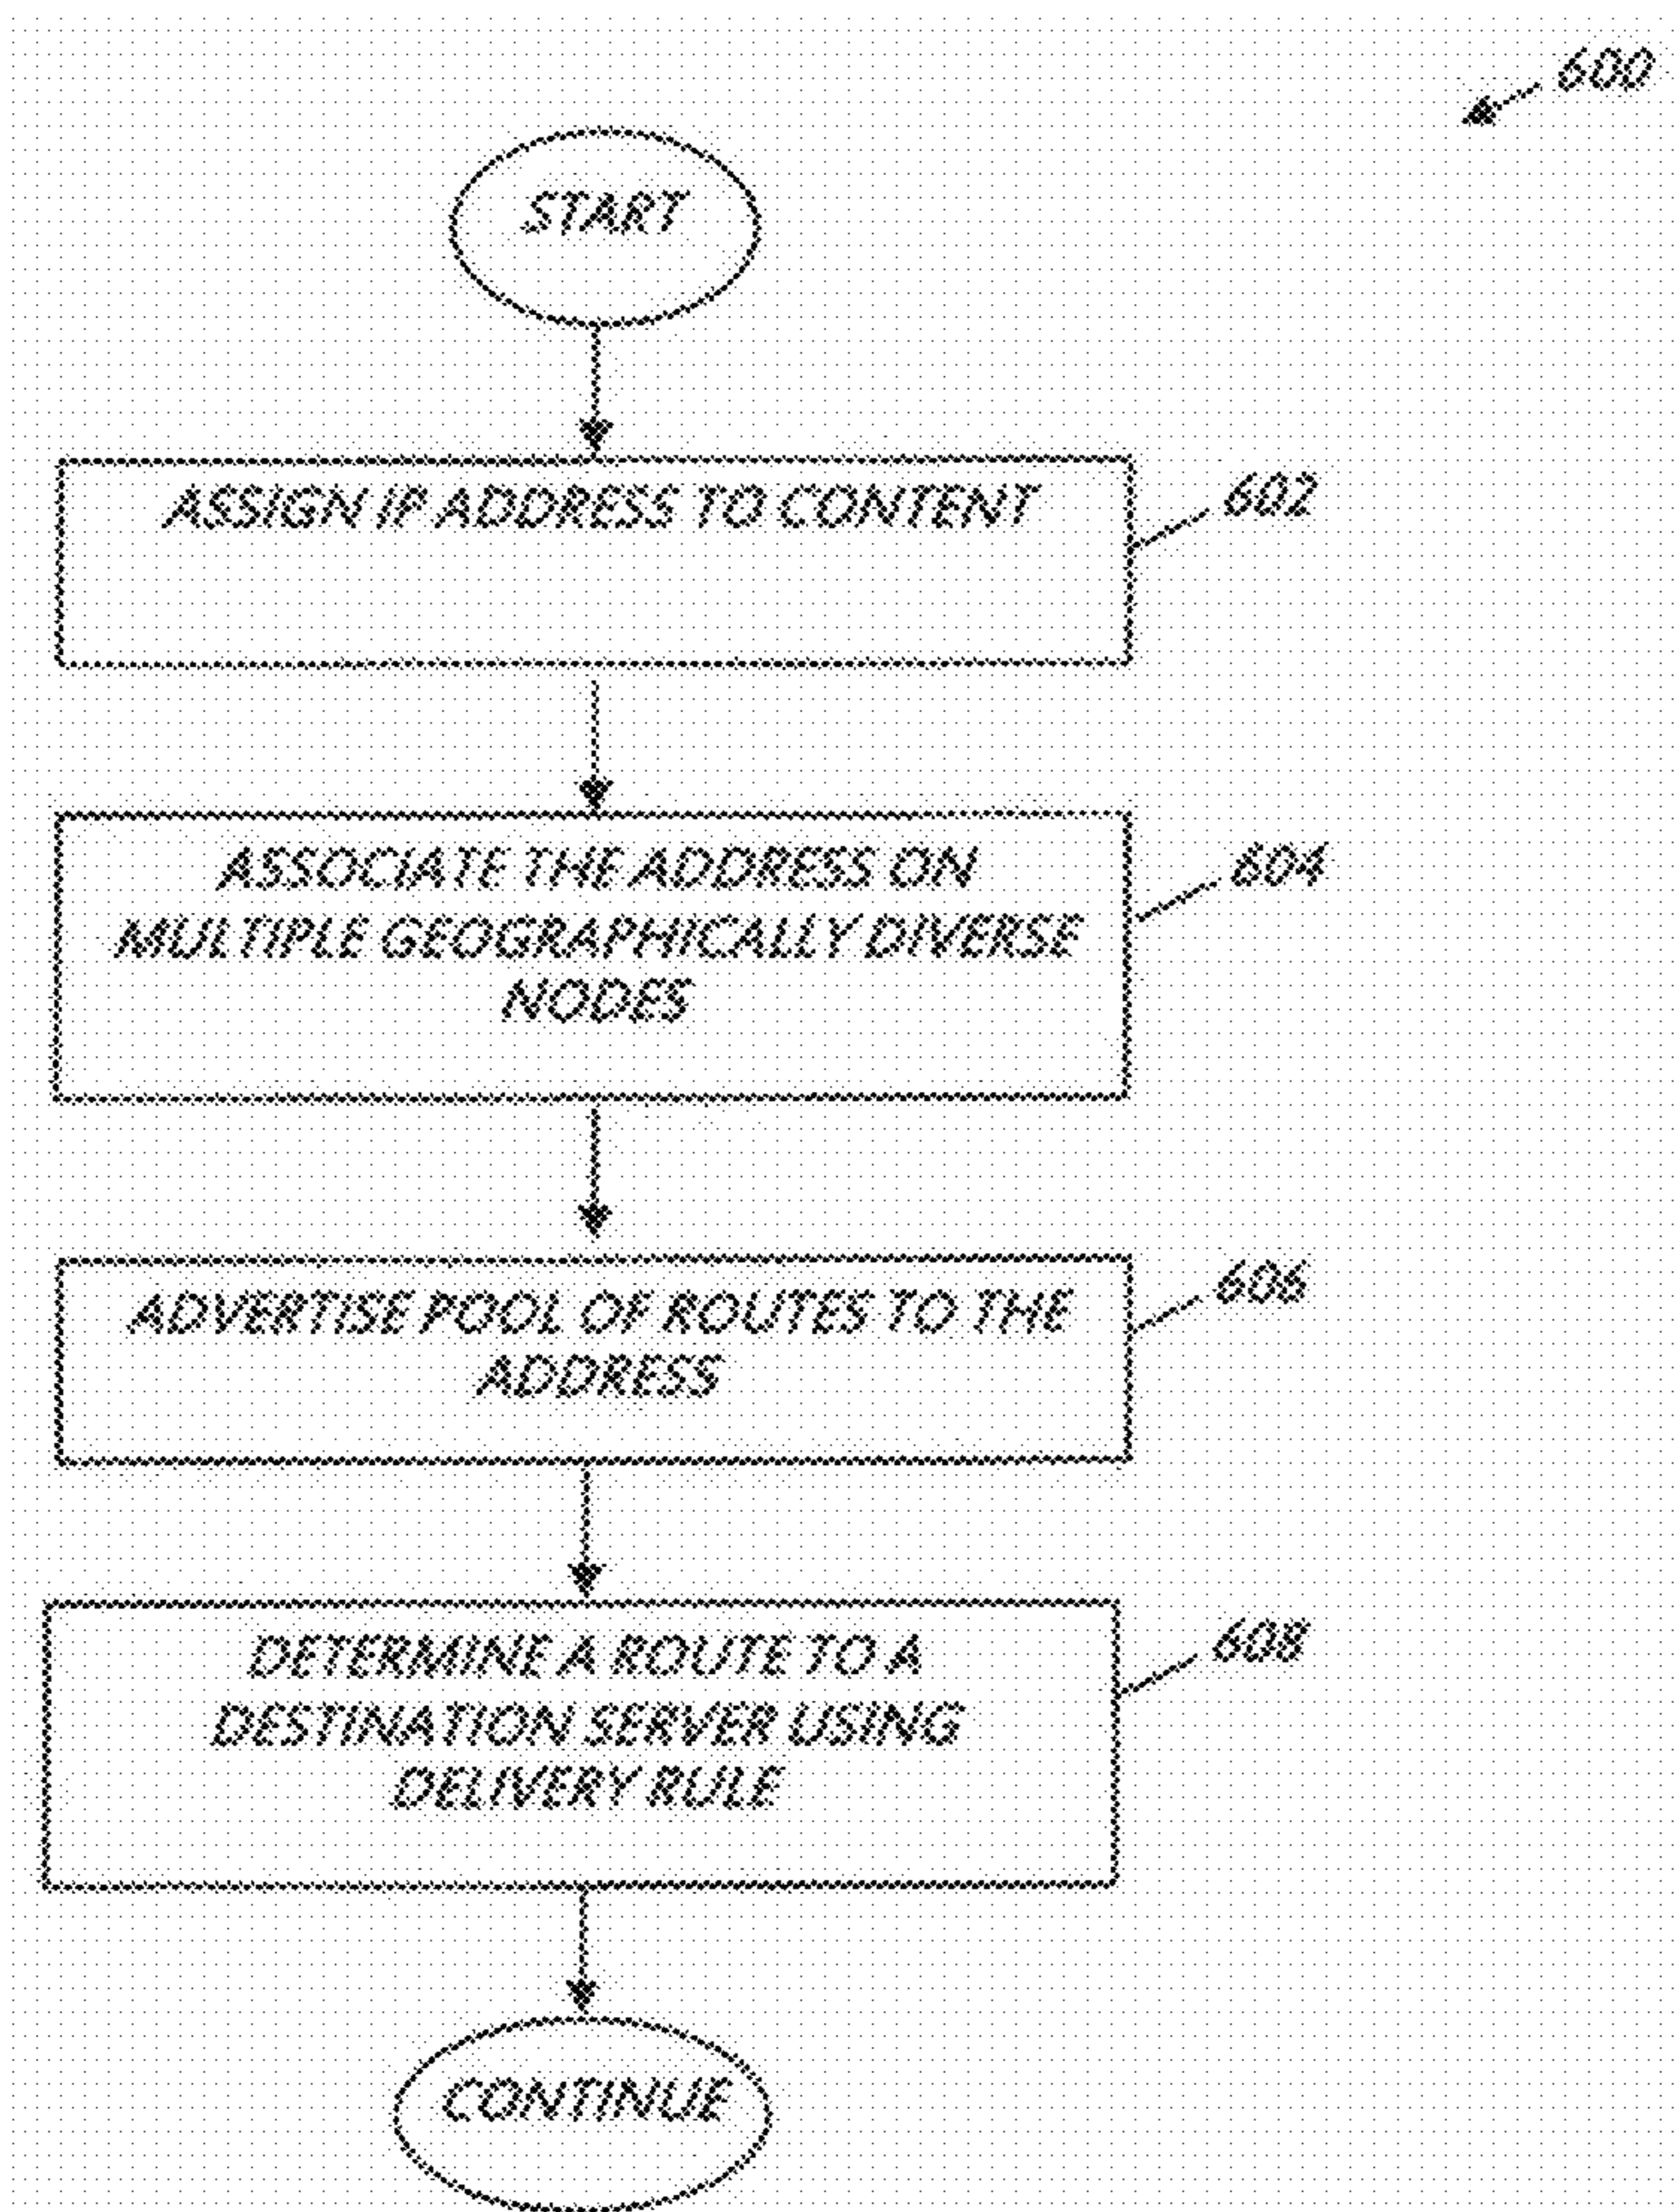 600
START
ASSIGN IP ADDRESS TO CONTENT
602
ASSOCIATE THE ADDRESS ON
MULTIPLE GEOGRAPHICALLY DIVERSE
NODES
604
ADVERTISE POOL OF ROUTES TO THE
ADDRESS
606
DETERMINE A ROUTE TO A
DESTINATION SERVER USING
DELIVERY RULE
608
CONTINUE